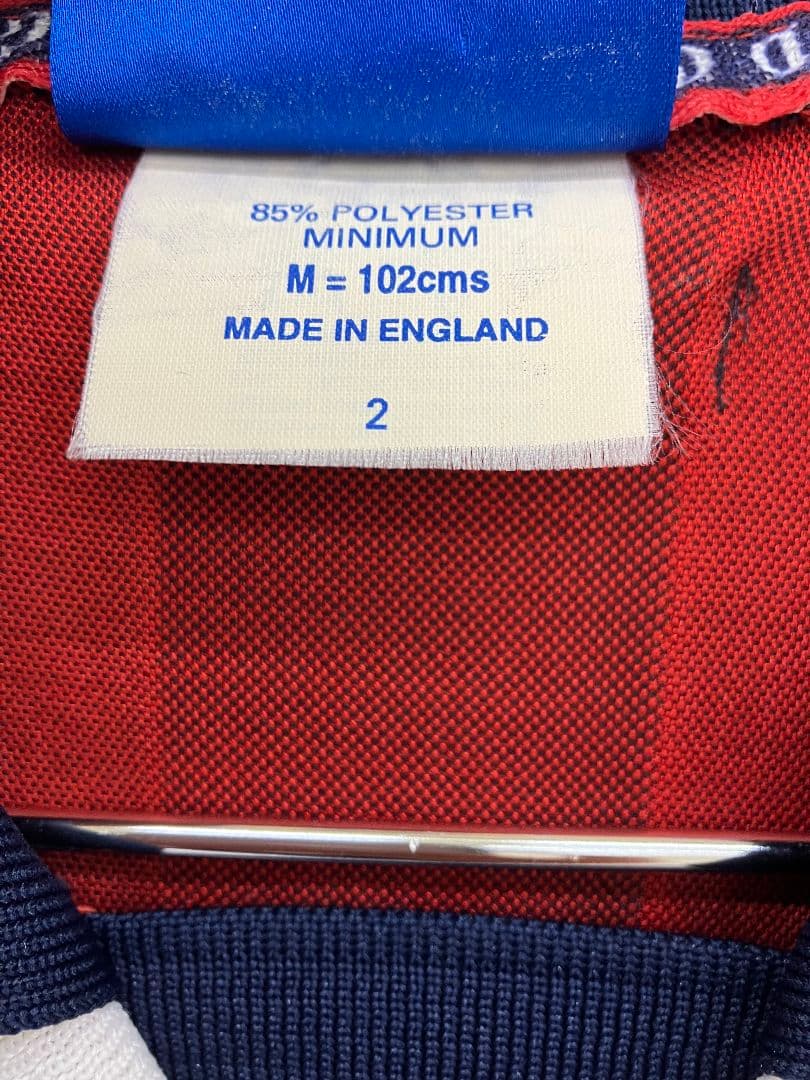 85% POLYESTER
MINIMUM
M = 102cms
MADE IN ENGLAND
2